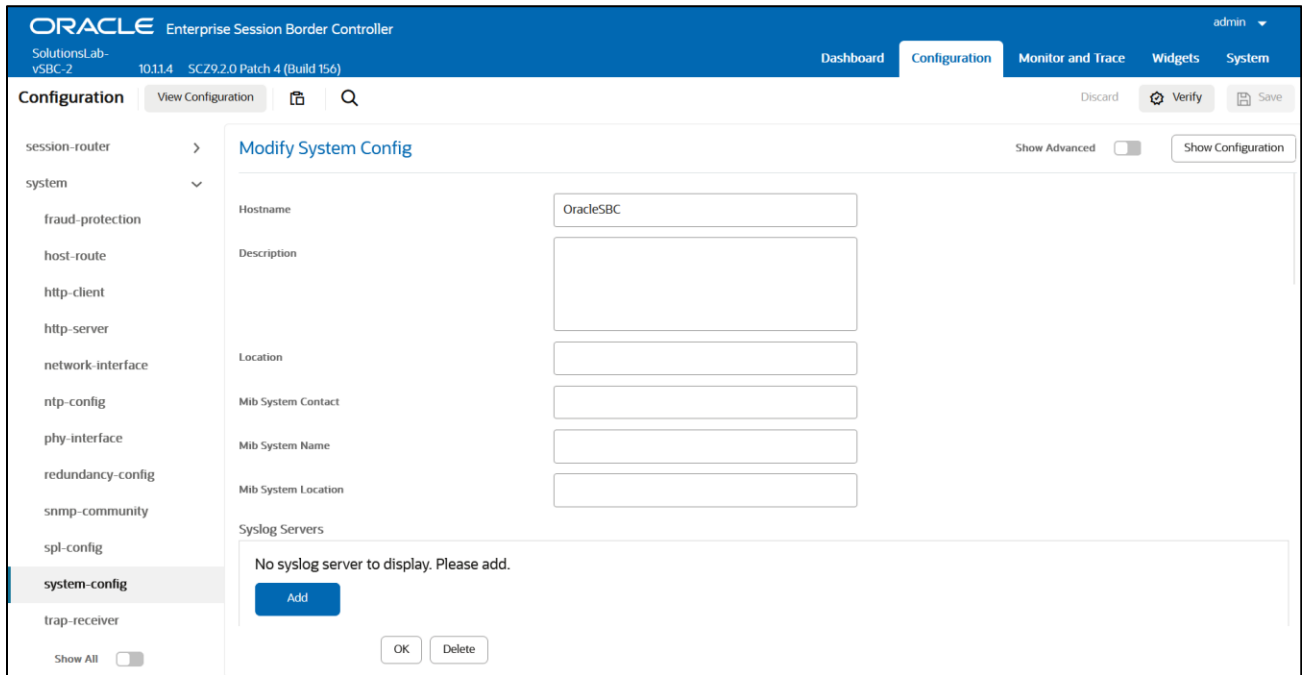 ORACLE Enterprise Session Border Controller
admin
SolutionsLab-
vSBC-2 10.1.1.4 SCZ9.2.0 Patch 4 (Build 156)
Dashboard Configuration Monitor and Trace Widgets System
Configuration View Configuration Discard Verify Save
session-router
system
fraud-protection
host-route
http-client
http-server
network-interface
ntp-config
phy-interface
redundancy-config
snmp-community
spl-config
system-config
trap-receiver
Show All
Modify System Config Show Advanced Show Configuration
Hostname OracleSBC
Description
Location
Mib System Contact
Mib System Name
Mib System Location
Syslog Servers
No syslog server to display. Please add.
Add
OK Delete